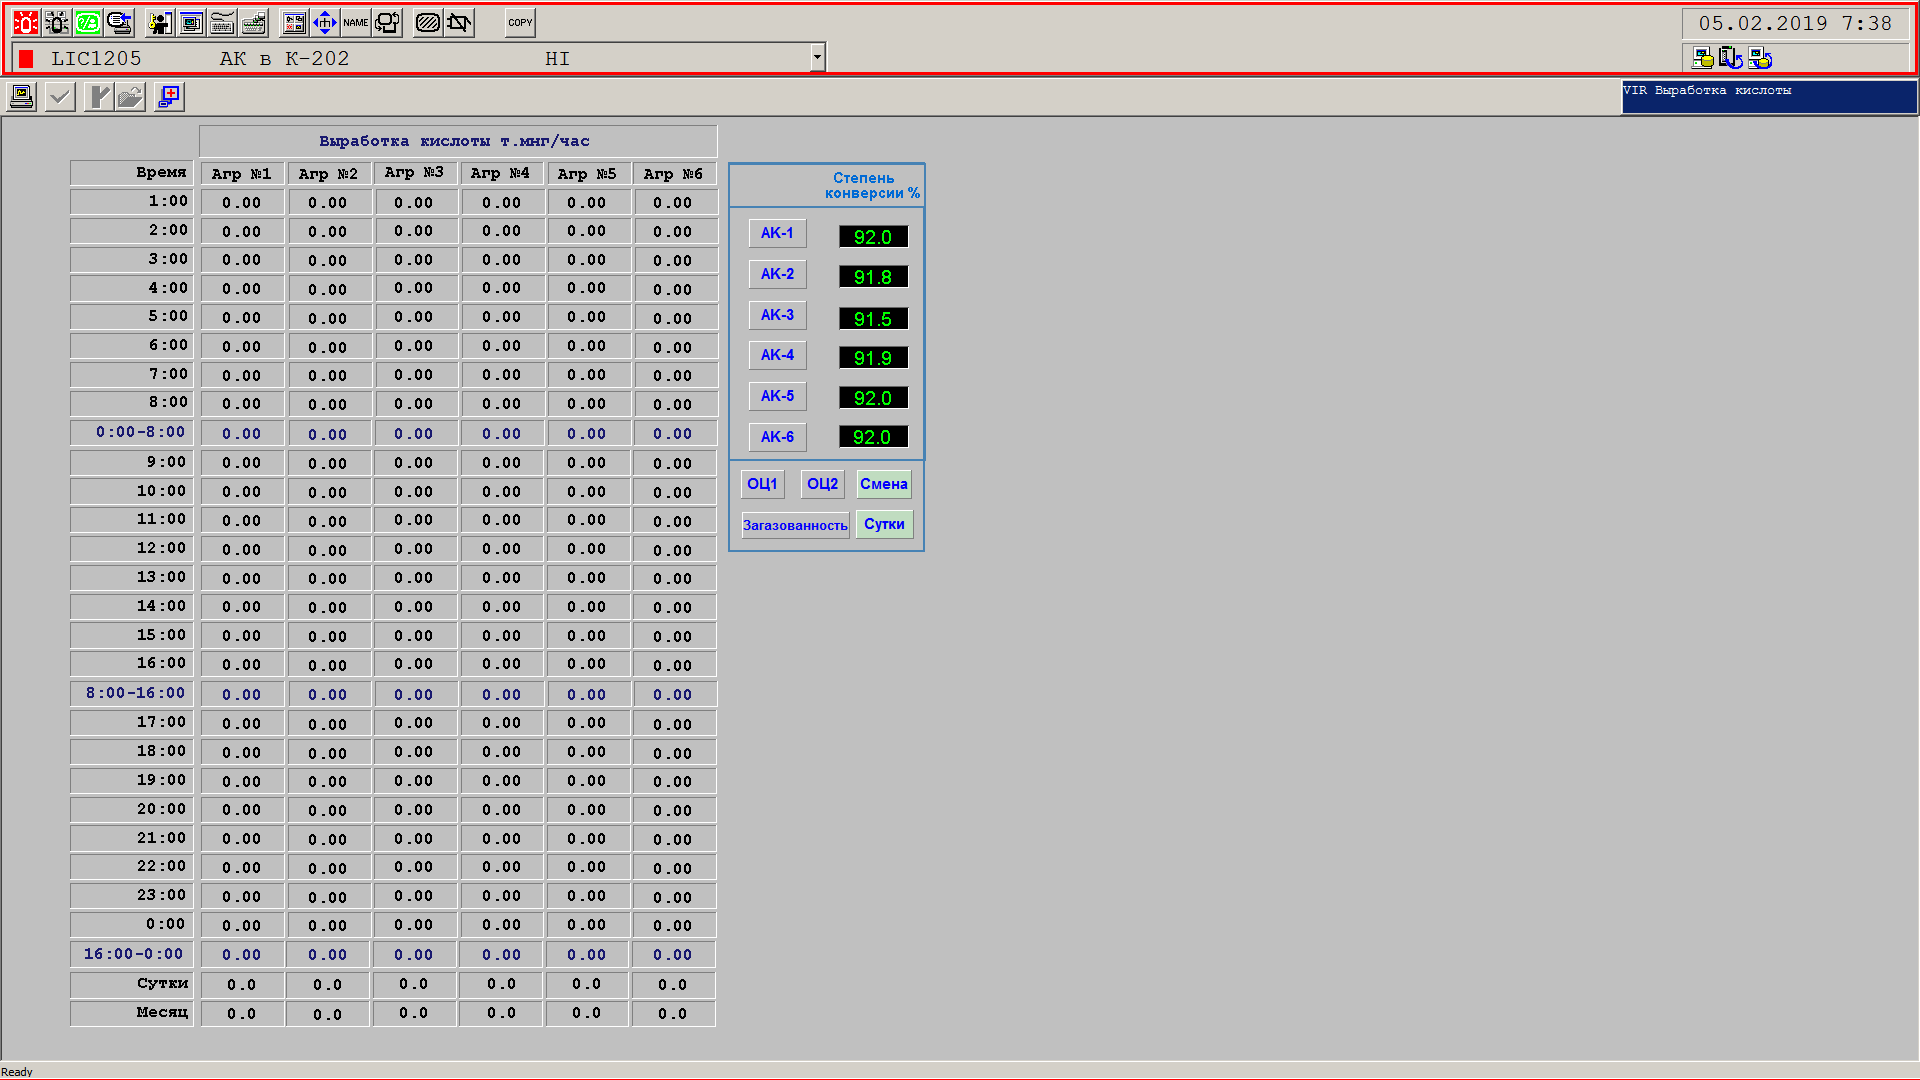 NAME
COPY
05.02.2019 7:38
LIC1205 АК в К-202 HI
VIR Выработка кислоты
Выработка кислоты т.мнг/час
Время Агр №1 Агр №2 Агр №3 Агр №4 Агр №5 Агр №6
1:00 0.00 0.00 0.00 0.00 0.00 0.00
2:00 0.00 0.00 0.00 0.00 0.00 0.00
3:00 0.00 0.00 0.00 0.00 0.00 0.00
4:00 0.00 0.00 0.00 0.00 0.00 0.00
5:00 0.00 0.00 0.00 0.00 0.00 0.00
6:00 0.00 0.00 0.00 0.00 0.00 0.00
7:00 0.00 0.00 0.00 0.00 0.00 0.00
8:00 0.00 0.00 0.00 0.00 0.00 0.00
0:00-8:00 0.00 0.00 0.00 0.00 0.00 0.00
9:00 0.00 0.00 0.00 0.00 0.00 0.00
10:00 0.00 0.00 0.00 0.00 0.00 0.00
11:00 0.00 0.00 0.00 0.00 0.00 0.00
12:00 0.00 0.00 0.00 0.00 0.00 0.00
13:00 0.00 0.00 0.00 0.00 0.00 0.00
14:00 0.00 0.00 0.00 0.00 0.00 0.00
15:00 0.00 0.00 0.00 0.00 0.00 0.00
16:00 0.00 0.00 0.00 0.00 0.00 0.00
8:00-16:00 0.00 0.00 0.00 0.00 0.00 0.00
17:00 0.00 0.00 0.00 0.00 0.00 0.00
18:00 0.00 0.00 0.00 0.00 0.00 0.00
19:00 0.00 0.00 0.00 0.00 0.00 0.00
20:00 0.00 0.00 0.00 0.00 0.00 0.00
21:00 0.00 0.00 0.00 0.00 0.00 0.00
22:00 0.00 0.00 0.00 0.00 0.00 0.00
23:00 0.00 0.00 0.00 0.00 0.00 0.00
0:00 0.00 0.00 0.00 0.00 0.00 0.00
16:00-0:00 0.00 0.00 0.00 0.00 0.00 0.00
Сутки 0.0 0.0 0.0 0.0 0.0 0.0
Месяц 0.0 0.0 0.0 0.0 0.0 0.0
Степень
конверсии %
АК-1 92.0
АК-2 91.8
АК-3 91.5
АК-4 91.9
АК-5 92.0
АК-6 92.0
ОЦ1 ОЦ2 Смена
Загазованность Сутки
Ready